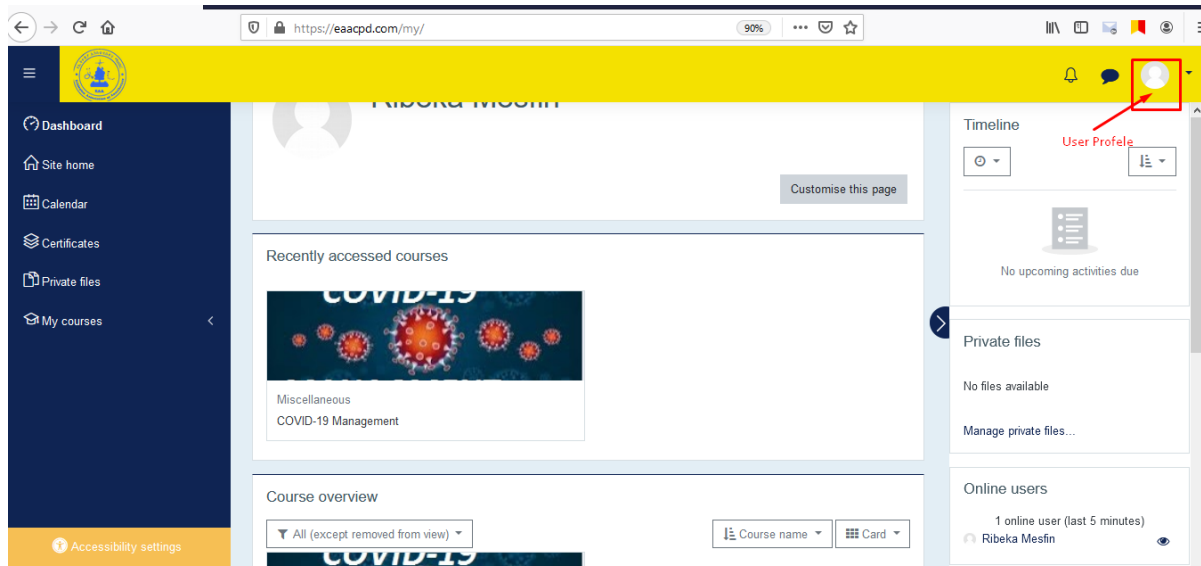 https://eaacpd.com/my/
90%
Ribeka Mesfin
User Profele
Dashboard
Site home
Calendar
Certificates
Private files
My courses
Accessibility settings
Customise this page
Recently accessed courses
COVID-19
Miscellaneous
COVID-19 Management
Course overview
All (except removed from view)
Course name
Card
COVID-19
Timeline
No upcoming activities due
Private files
No files available
Manage private files...
Online users
1 online user (last 5 minutes)
Ribeka Mesfin